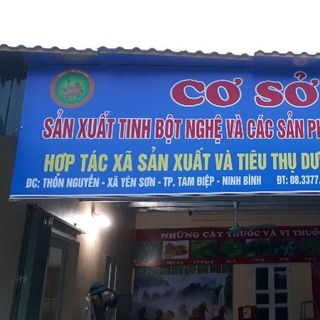 CƠ SỞ
SẢN XUẤT TINH BỘT NGHỆ VÀ CÁC SẢN PH
HỢP TÁC XÃ SẢN XUẤT VÀ TIÊU THỤ DƯ
ĐC: THÔN NGUYỄN - XÃ YÊN SƠN - TP. TAM ĐIỆP - NINH BÌNH ĐT: 08.3377.
NHỮNG CÂY THUỐC VÀ VỊ THUỐ